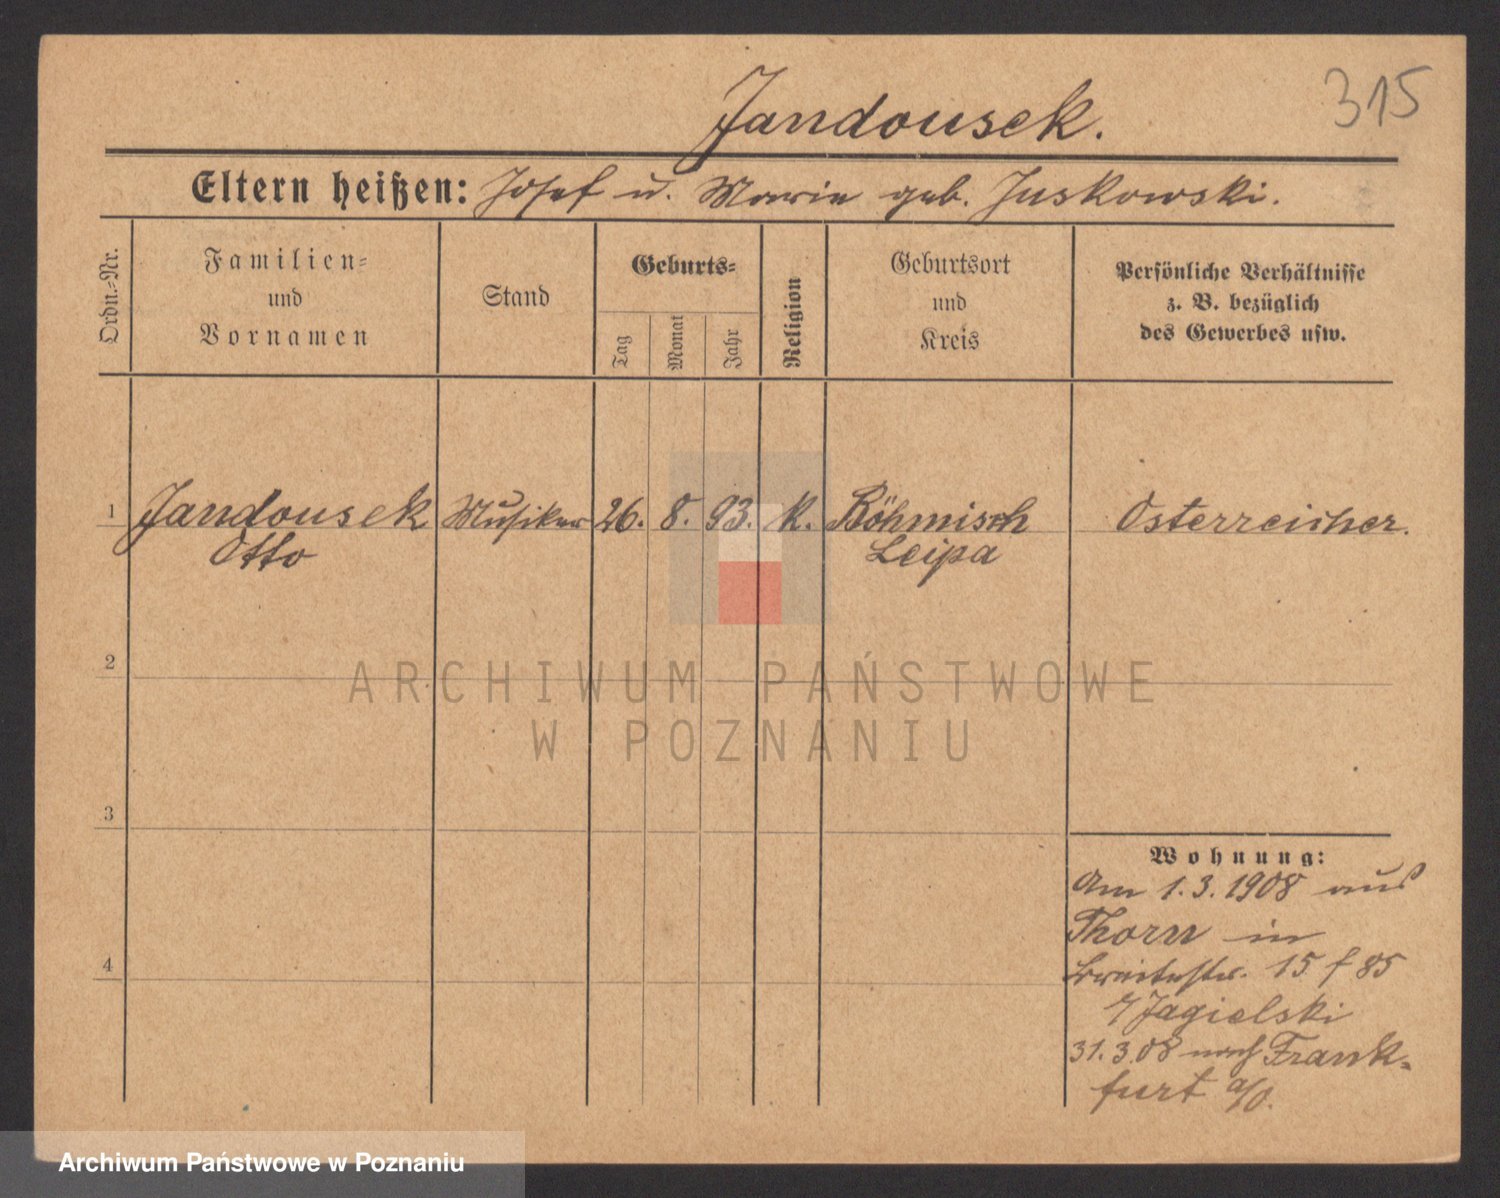 315
Jandousek.
Eltern heißen: Josef u. Marie geb. Juskowski.
Ordn.-Nr.
Familien-
und
Vornamen
Stand
Geburts-
Tag
Monat
Jahr
Religion
Geburtsort
und
Kreis
Persönliche Verhältnisse
z. B. bezüglich
des Gewerbes usw.
1 Jandousek Musiker 26. 8. 93. K. Böhmisch Österreicher.
Otto Leipa
2
ARCHIWUM PAŃSTWOWE
W POZNANIU
3
Wohnung:
Am 1.3.1908 aus
Thorn in
4
Breitestr. 15 f 85
Jagielski
31.3.08 nach Frank-
furt a/O.
Archiwum Państwowe w Poznaniu